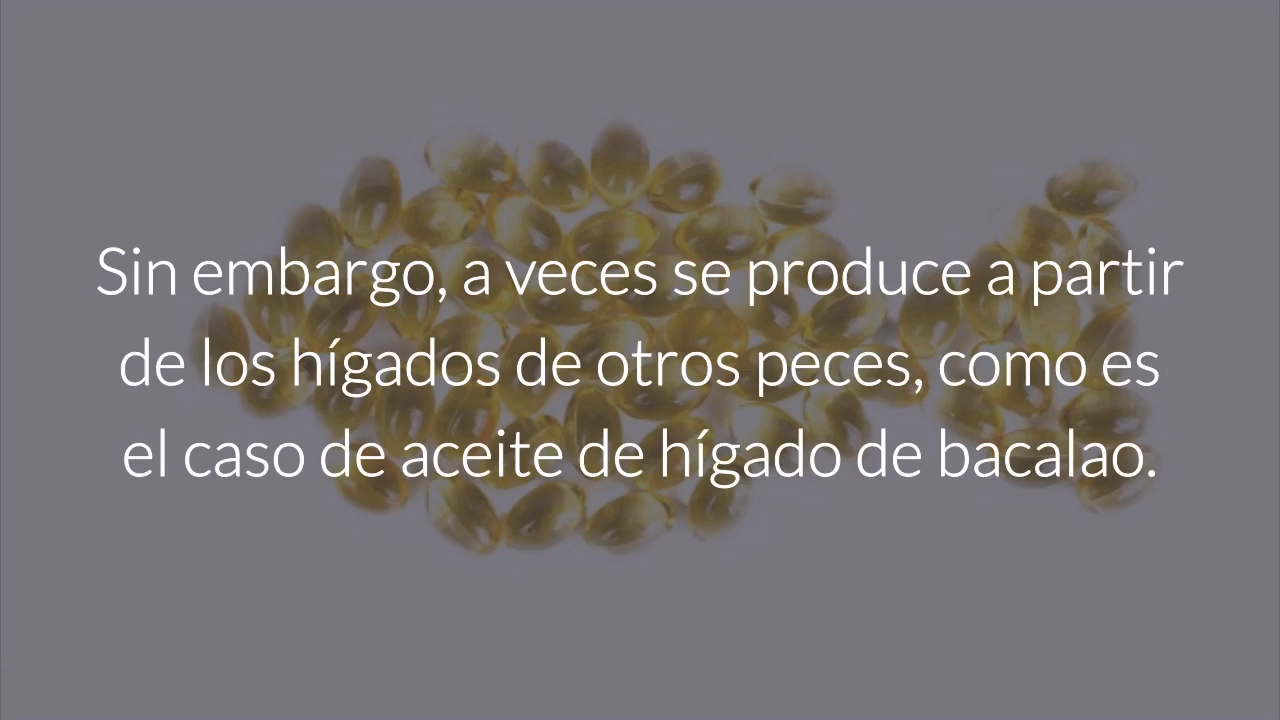 Sin embargo, a veces se produce a partir
de los hígados de otros peces, como es
el caso de aceite de hígado de bacalao.